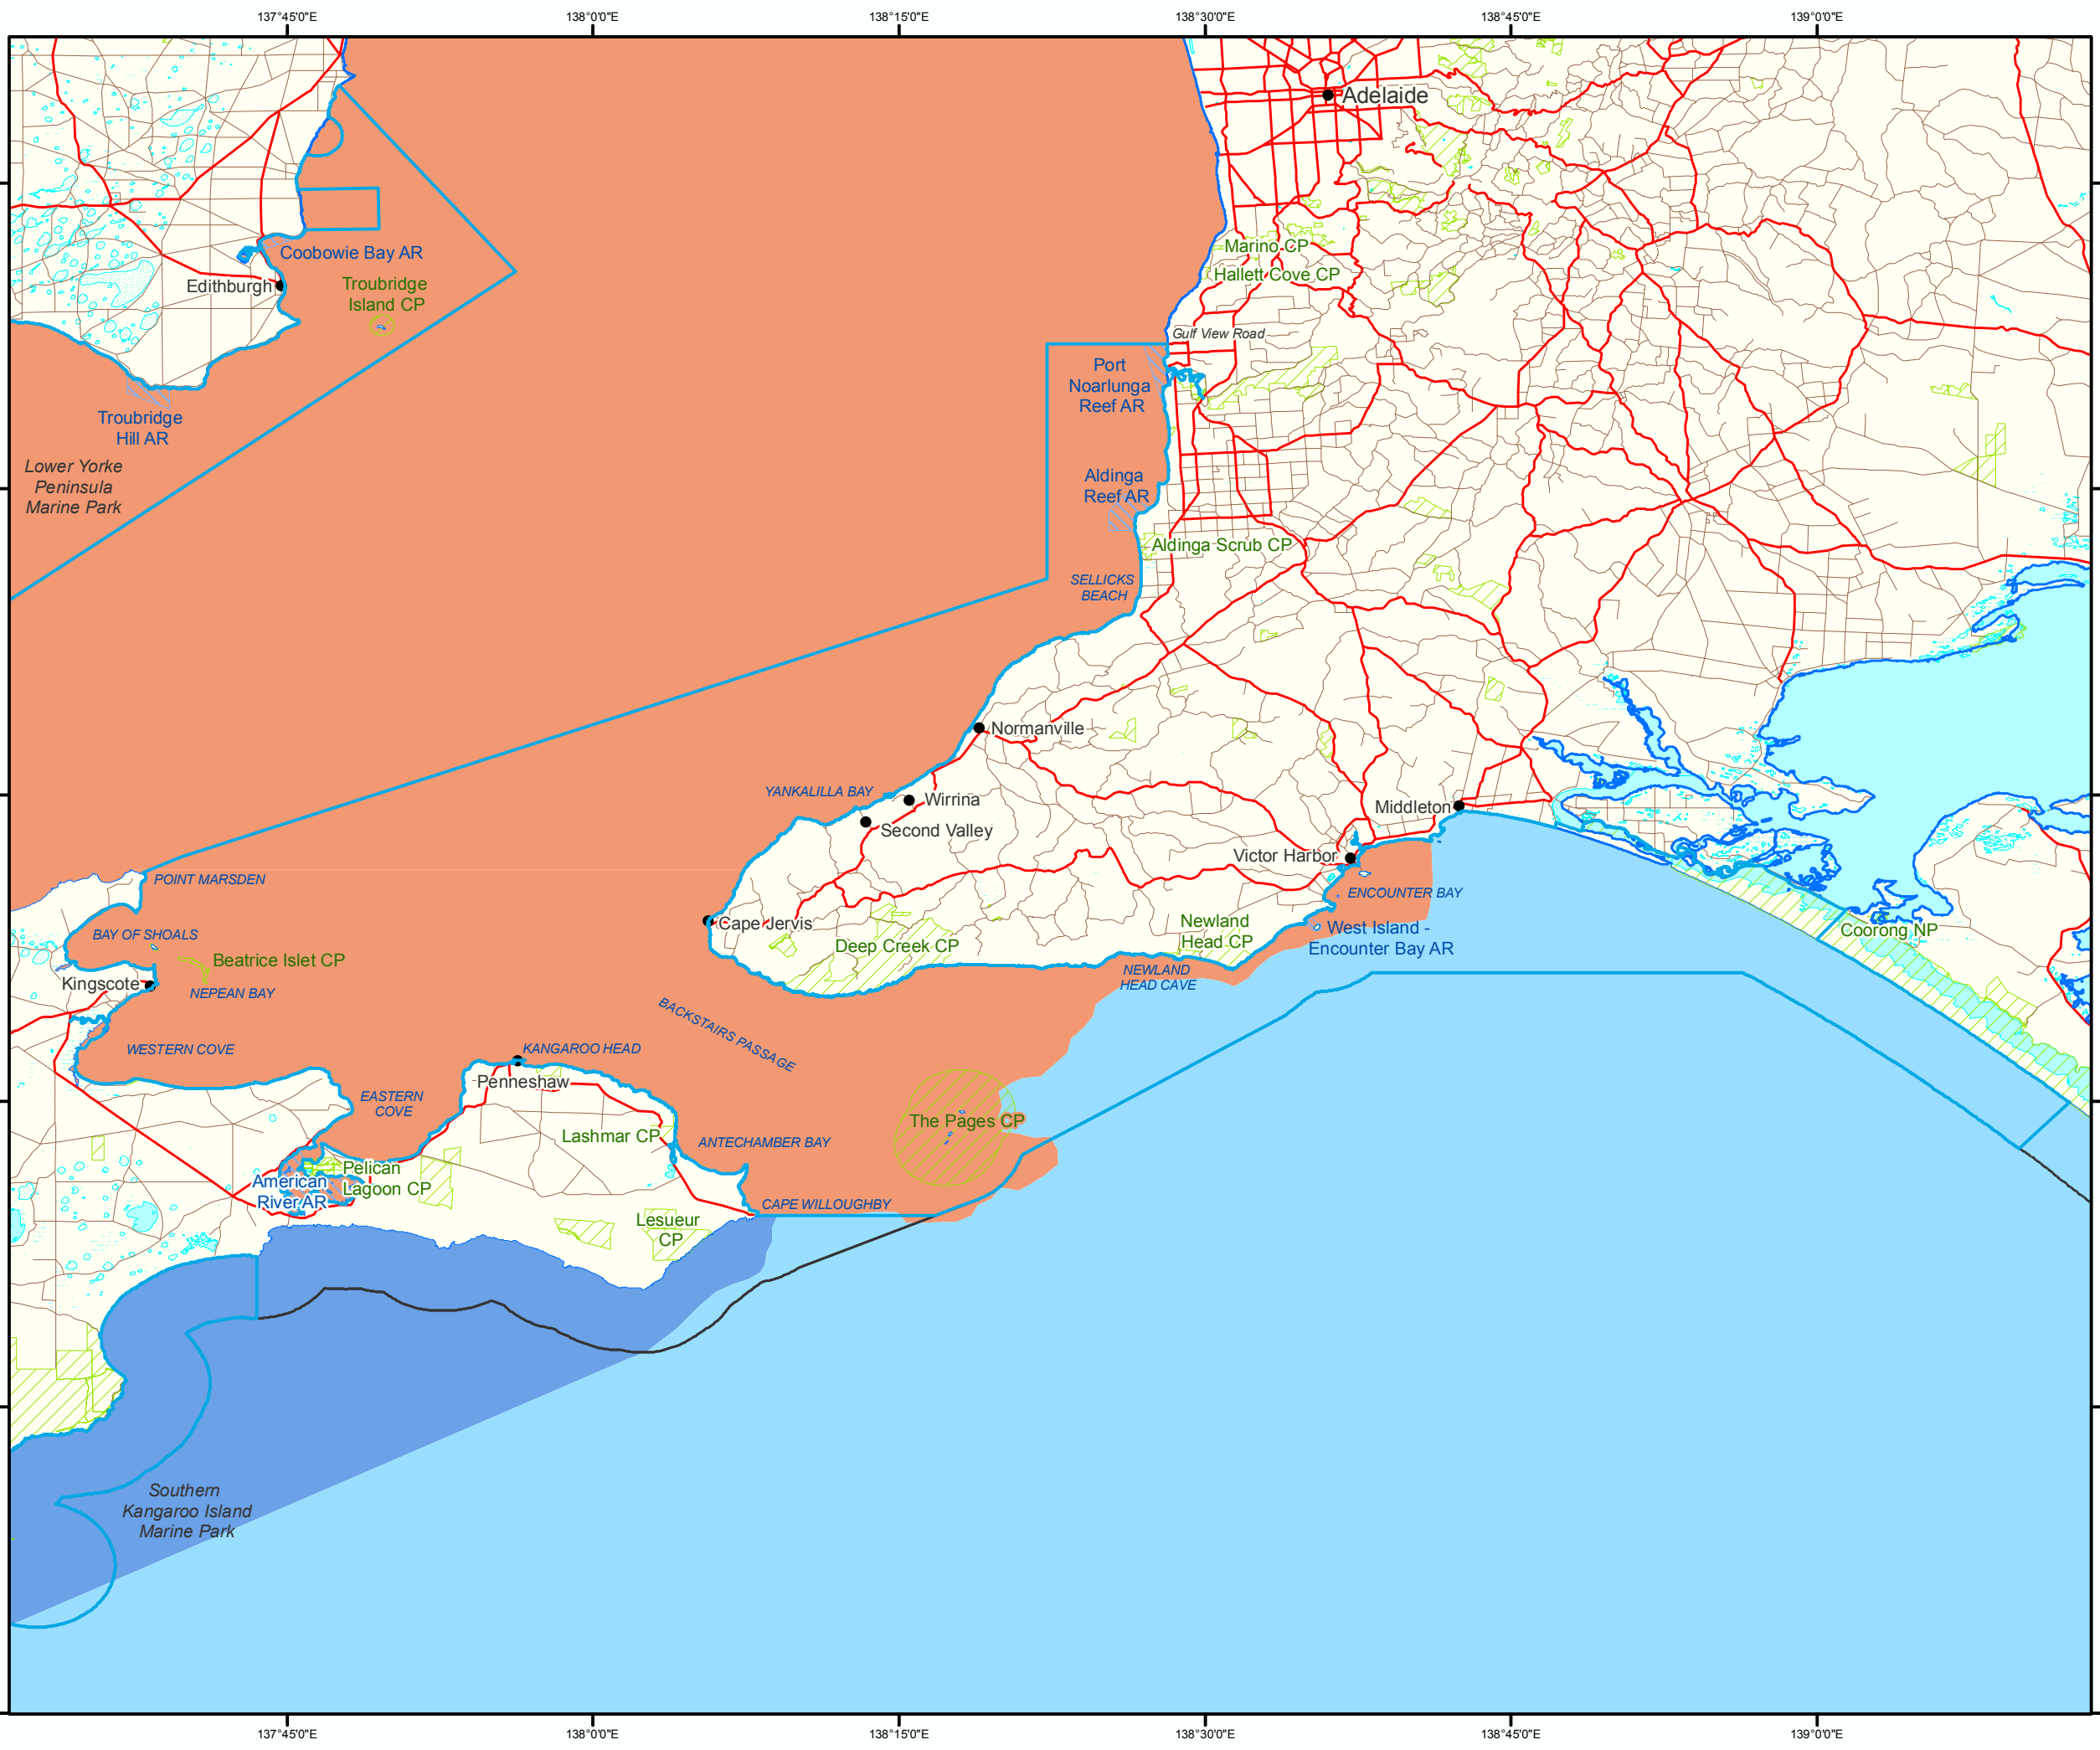 137°45'0"E
138°0'0"E
138°15'0"E
138°30'0"E
138°45'0"E
139°0'0"E
Adelaide
Marino CP
Coobowie Bay AR
Hallett Cove CP
Edithburgh
Troubridge
Island CP
Gulf View Road
Port
Noarlunga
Reef AR
Troubridge
Hill AR
Lower Yorke
Peninsula
Marine Park
Aldinga
Reef AR
Aldinga Scrub CP
SELLICKS
BEACH
Normanville
YANKALILLA BAY
Wirrina
Second Valley
Middleton
Victor Harbor
POINT MARSDEN
ENCOUNTER BAY
BAY OF SHOALS
Cape Jervis
Newland
Head CP
West Island -
Encounter Bay AR
Coorong NP
Deep Creek CP
Beatrice Islet CP
NEWLAND
HEAD CAVE
Kingscote
NEPEAN BAY
BACKSTAIRS PASSAGE
WESTERN COVE
KANGAROO HEAD
Penneshaw
EASTERN
COVE
The Pages CP
Lashmar CP
ANTECHAMBER BAY
Pelican
Lagoon CP
American
River AR
CAPE WILLOUGHBY
Lesueur
CP
Southern
Kangaroo Island
Marine Park
137°45'0"E
138°0'0"E
138°15'0"E
138°30'0"E
138°45'0"E
139°0'0"E